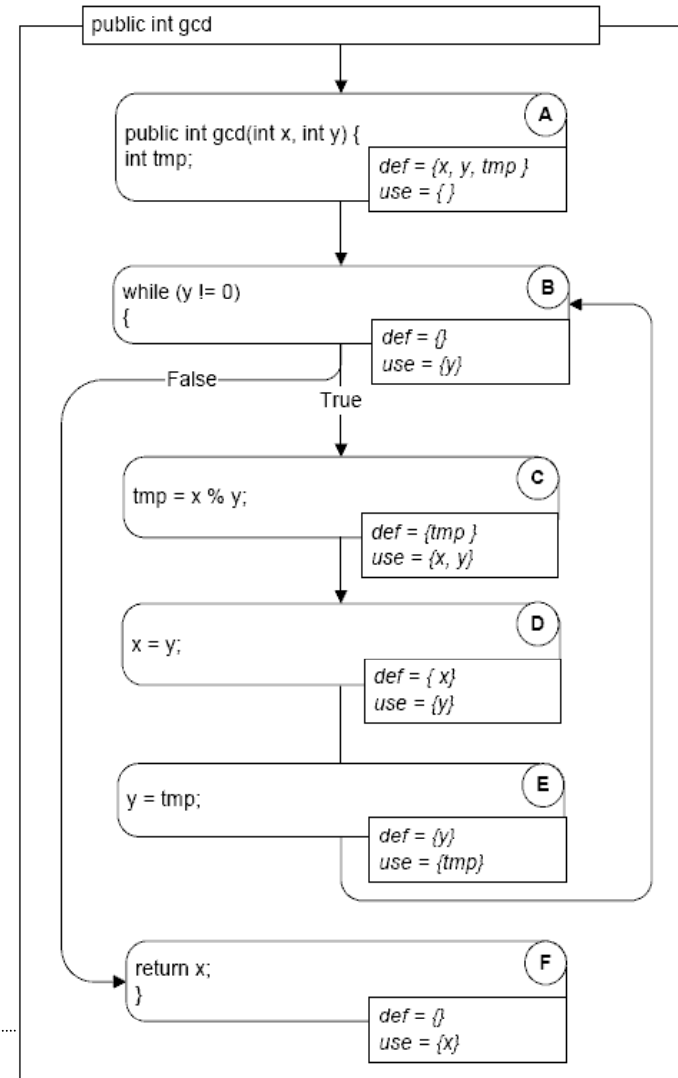 public int gcd
A
public int gcd(int x, int y) {
int tmp;
def = {x, y, tmp }
use = { }
B
while (y != 0)
{
def = {}
use = {y}
False
True
C
tmp = x % y;
def = {tmp }
use = {x, y}
D
x = y;
def = { x}
use = {y}
E
y = tmp;
def = {y}
use = {tmp}
F
return x;
}
def = {}
use = {x}